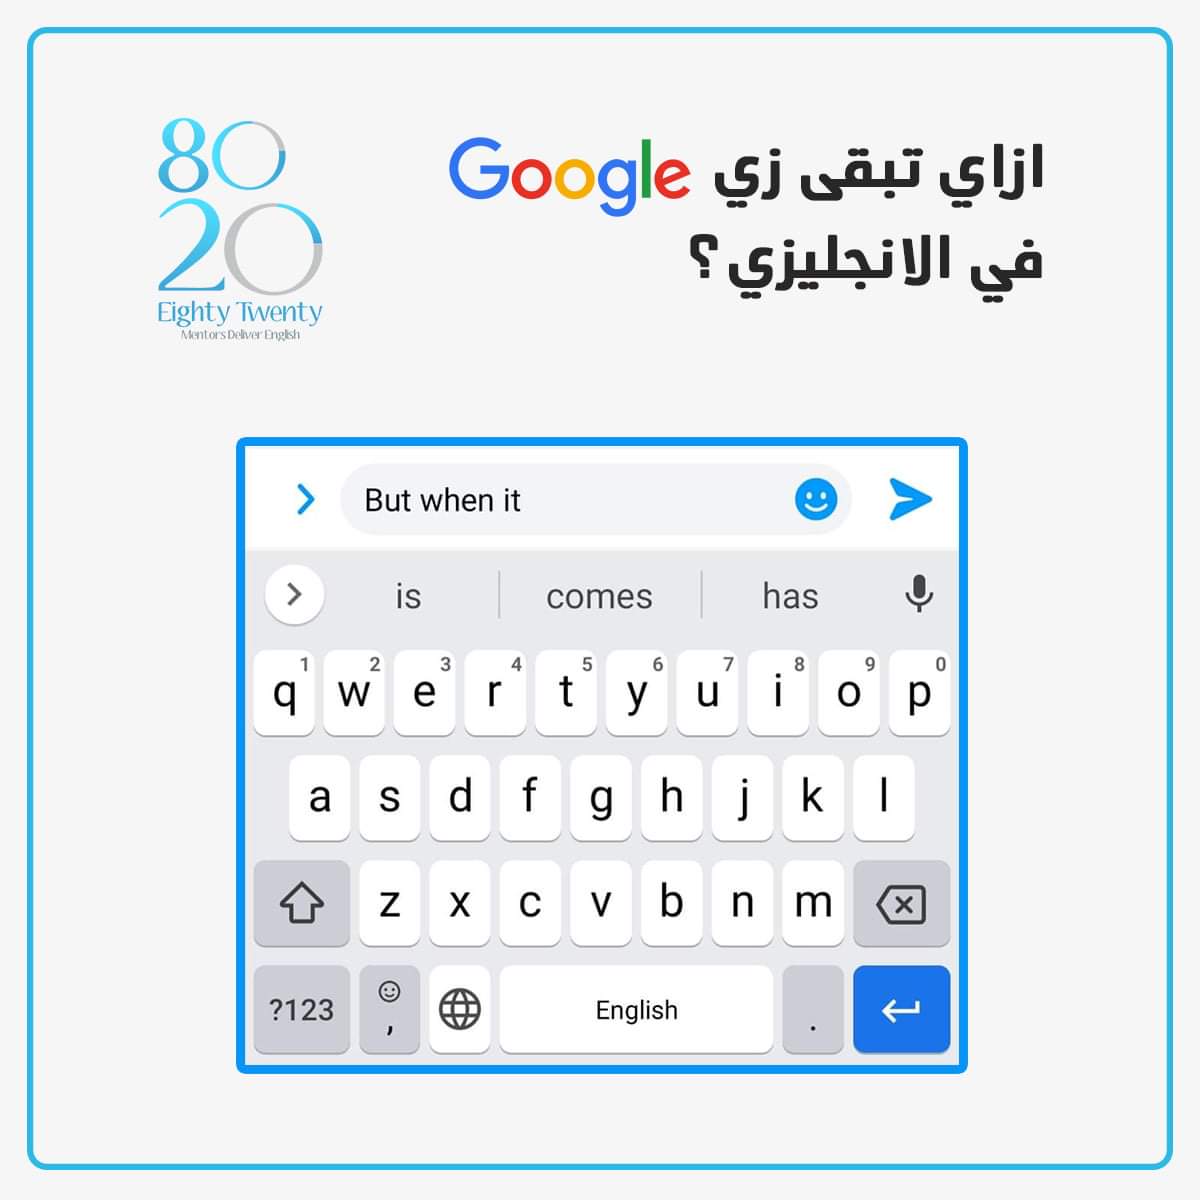 ازاي تبقى زي Google
في الانجليزي؟
80
20
Eighty Twenty
Mentors Deliver English
But when it
is comes has
1 2 3 4 5 6 7 8 9 0
q w e r t y u i o p
a s d f g h j k l
z x c v b n m
?123 , English .